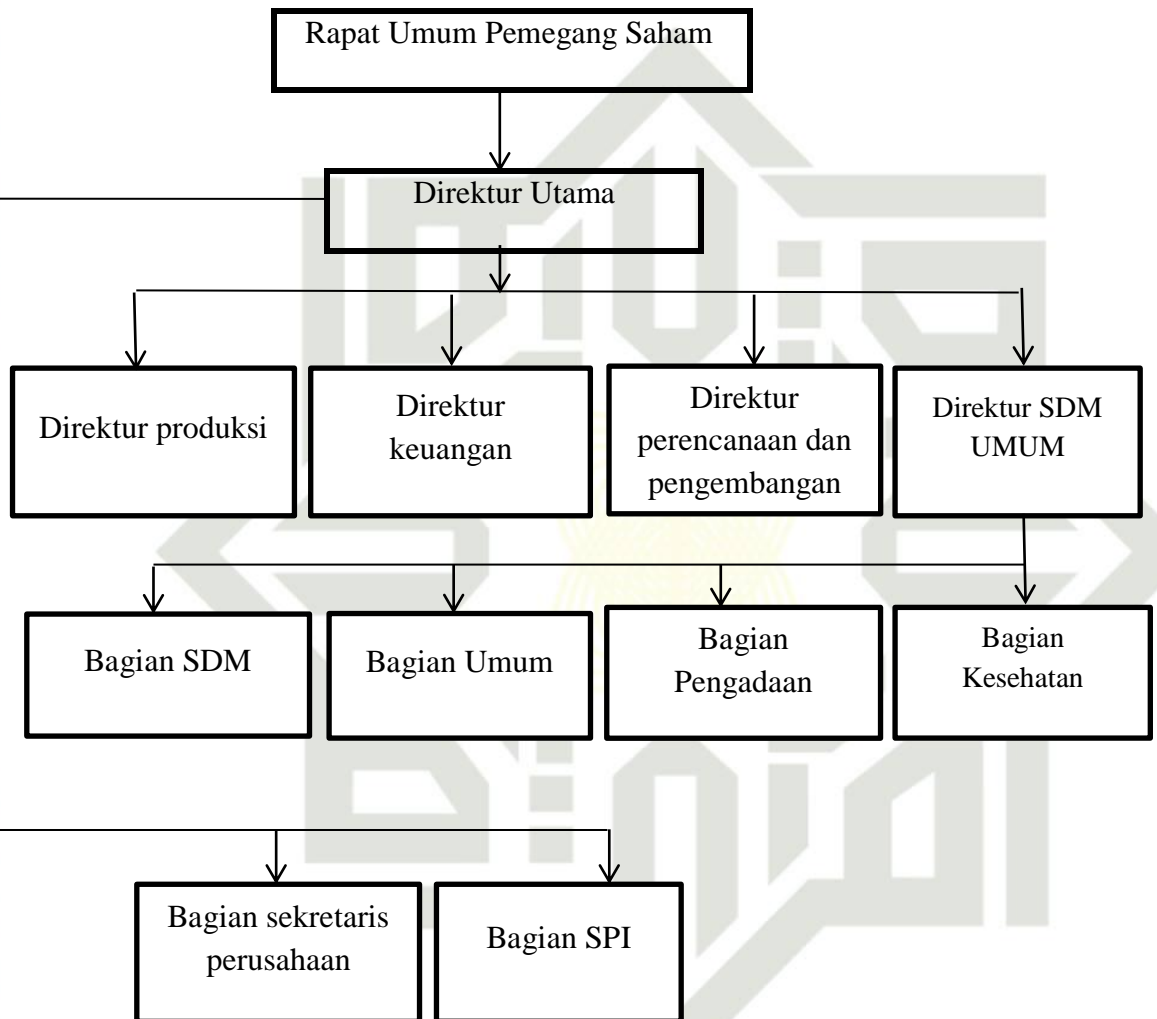 Rapat Umum Pemegang Saham
Direktur Utama
Direktur produksi
Direktur
keuangan
Direktur
perencanaan dan
pengembangan
Direktur SDM
UMUM
Bagian SDM
Bagian Umum
Bagian
Pengadaan
Bagian
Kesehatan
Bagian sekretaris
perusahaan
Bagian SPI